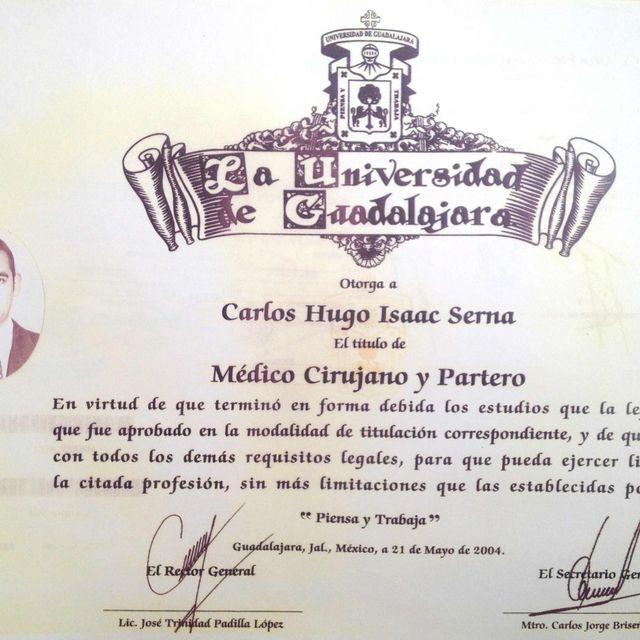 UNIVERSIDAD DE GUADALAJARA
PIENSA Y TRABAJA
La Universidad
de Guadalajara
Otorga a
Carlos Hugo Isaac Serna
El título de
Médico Cirujano y Partero
En virtud de que terminó en forma debida los estudios que la le
que fue aprobado en la modalidad de titulación correspondiente, y de qu
con todos los demás requisitos legales, para que pueda ejercer li
la citada profesión, sin más limitaciones que las establecidas po
"Piensa y Trabaja"
Guadalajara, Jal., México, a 21 de Mayo de 2004.
El Rector General
El Secretario Gen
Lic. José Trinidad Padilla López
Mtro. Carlos Jorge Brise